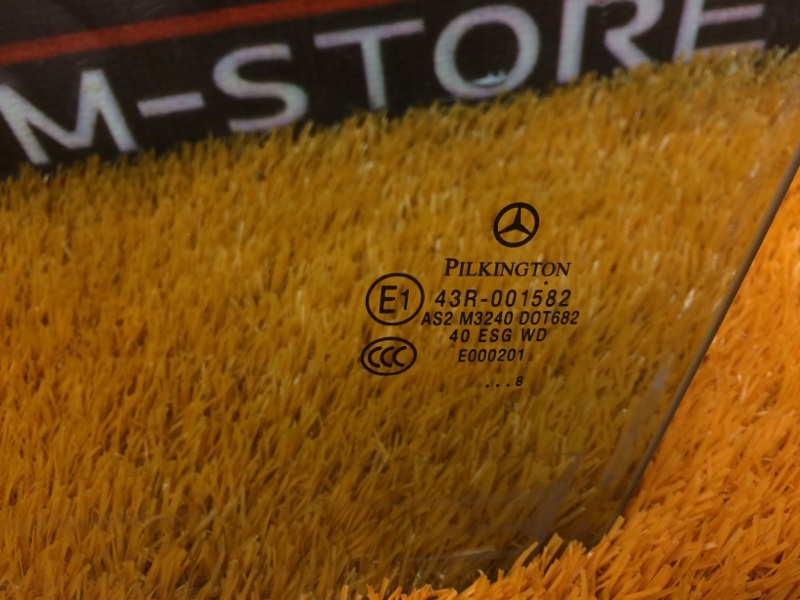 M-STORE
PILKINGTON
E1 43R-001582
AS2 M3240 DOT682
40 ESG WD
CCC E000201
...8